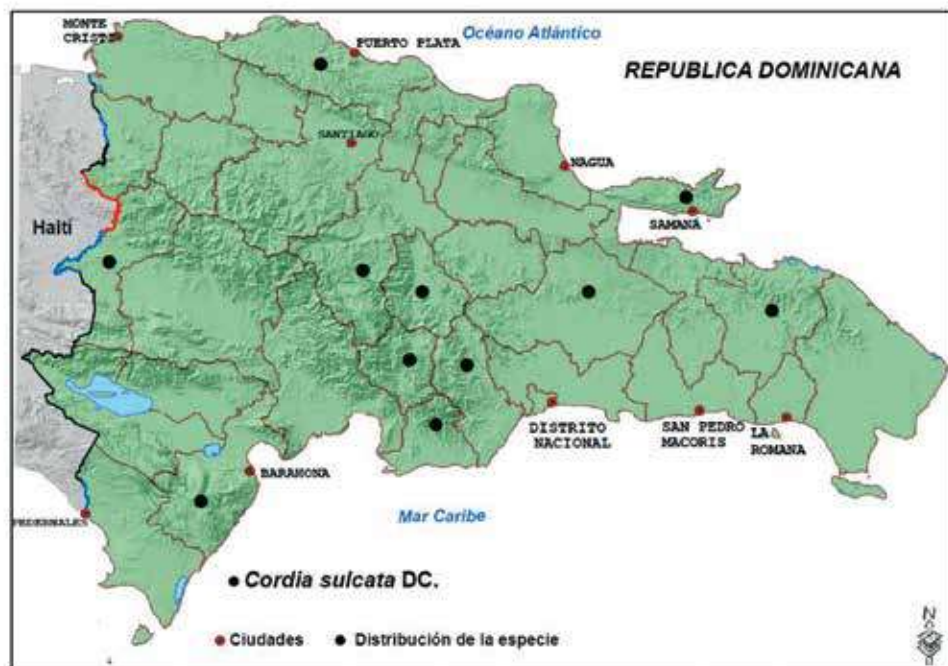 MONTE
CRISTI
Océano Atlántico
PUERTO PLATA
REPUBLICA DOMINICANA
SANTIAGO
NAGUA
SAMANÁ
Haití
DISTRITO
NACIONAL
SAN PEDRO
MACORIS
LA
ROMANA
BARAHONA
PEDERNALES
Mar Caribe
Cordia sulcata DC.
Ciudades
Distribución de la especie
N